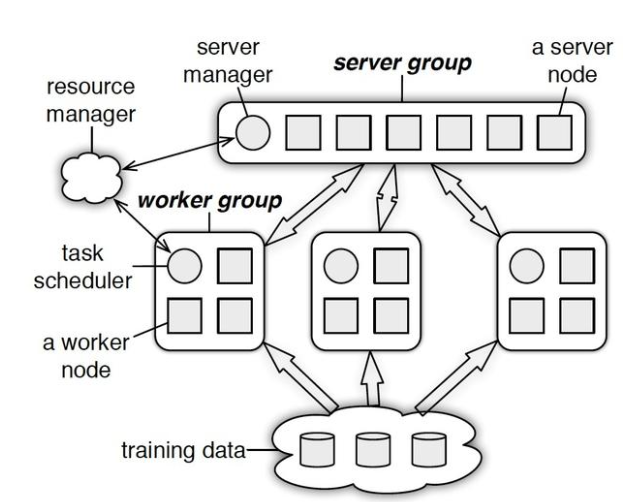 server
manager
server group
a server
node
resource
manager
worker group
task
scheduler
a worker
node
training data